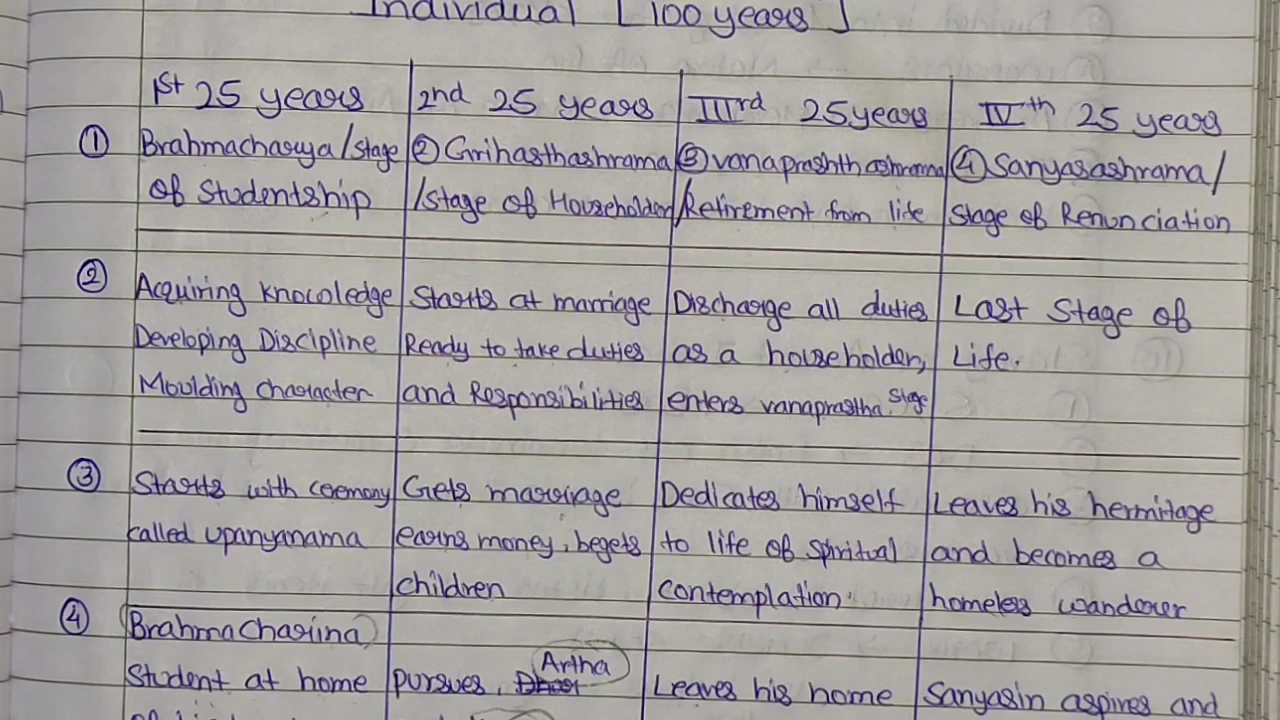 Individual [100 years]
1st 25 years
2nd 25 years
IIIrd 25years
IVth 25 years
① Brahmacharya/stage
of Studentship
② Grihasthashrama
/stage of Householder
③ vanaprashthashrama
/Retirement from life
④ Sanyasashrama/
stage of Renunciation
② Acquiring knowledge
Developing Discipline
Moulding character
Starts at marriage
Ready to take duties
and Responsibilities
Discharge all duties
as a householder,
enters vanaprastha stage
Last Stage of
Life.
③ Starts with ceremony
called upanyanama
Gets marriage
earns money, begets
children
Dedicates himself
to life of spiritual
contemplation.
Leaves his hermitage
and becomes a
homeless wanderer
④ (Brahmacharina)
Student at home
pursues, Artha
Leaves his home
Sanyasin aspires and